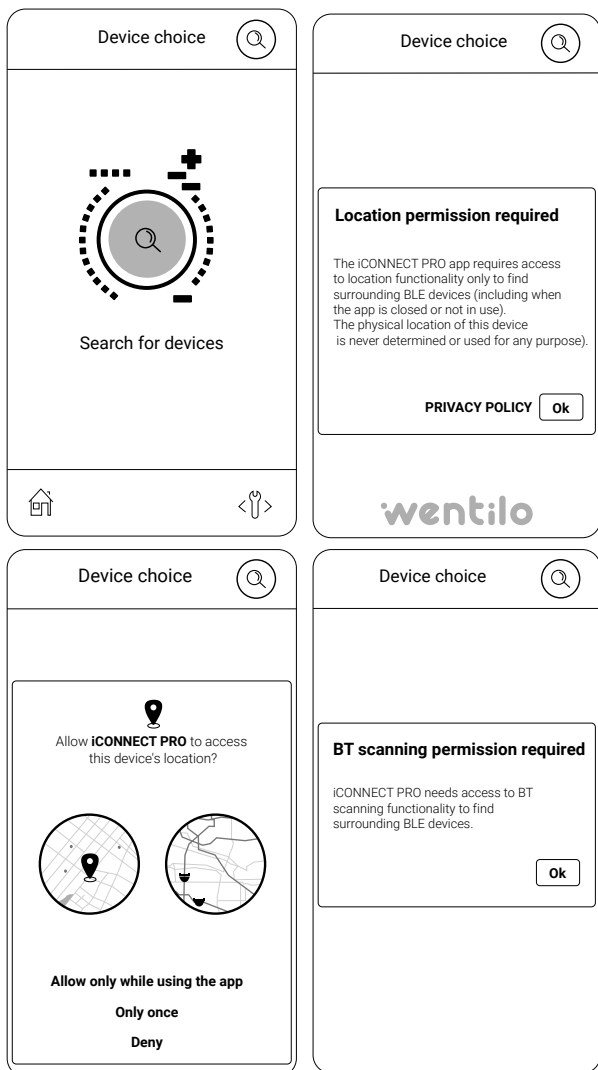 Device choice
Search for devices
Device choice
Location permission required
The iCONNECT PRO app requires access
to location functionality only to find
surrounding BLE devices (including when
the app is closed or not in use).
The physical location of this device
is never determined or used for any purpose).
PRIVACY POLICY
Ok
wentilo
Device choice
Allow iCONNECT PRO to access
this device's location?
Allow only while using the app
Only once
Deny
Device choice
BT scanning permission required
iCONNECT PRO needs access to BT
scanning functionality to find
surrounding BLE devices.
Ok